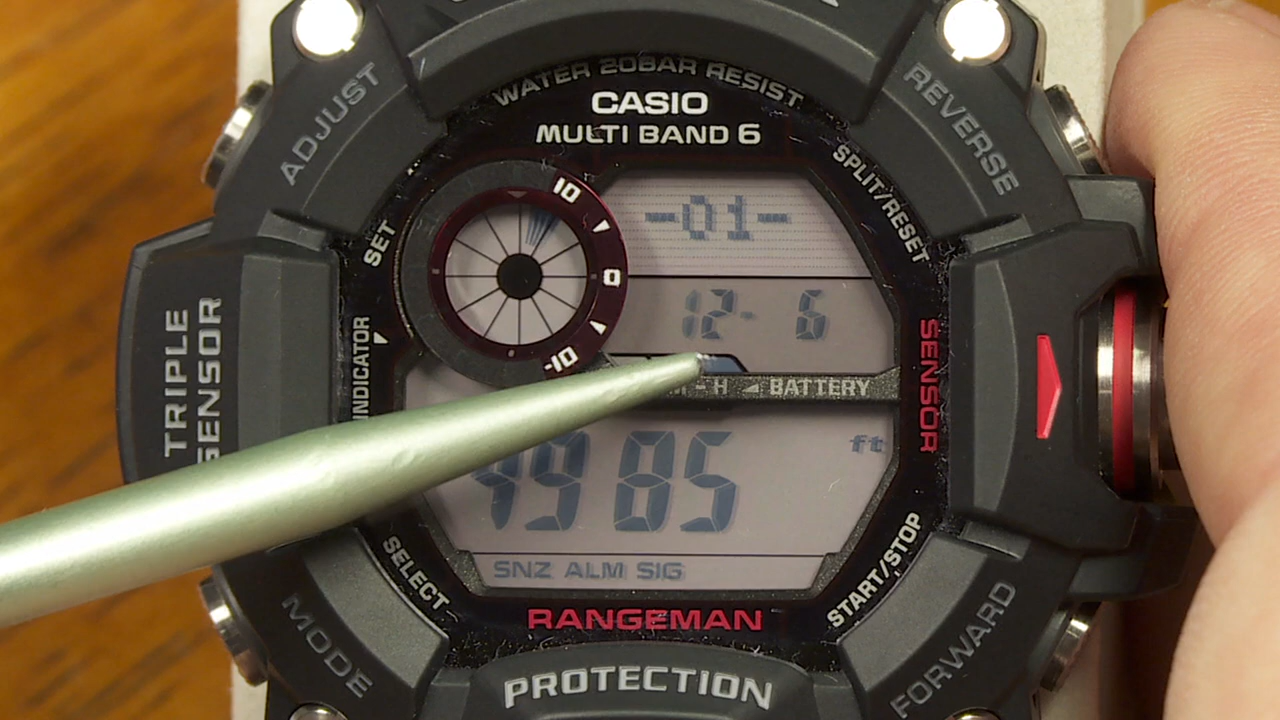 WATER 20BAR RESIST
CASIO
MULTI BAND 6
ADJUST
REVERSE
SET
SPLIT/RESET
10
0
-10
-01-
12- 6
TRIPLE
SENSOR
INDICATOR
SENSOR
- H ◢ BATTERY
4985 ft
SNZ ALM SIG
SELECT
START/STOP
RANGEMAN
MODE
FORWARD
PROTECTION